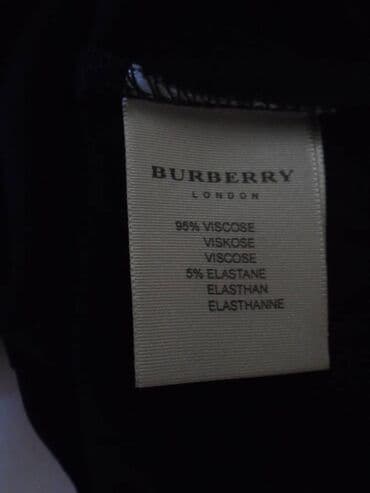 BURBERRY
LONDON
95% VISCOSE
VISKOSE
VISCOSE
5% ELASTANE
ELASTHAN
ELASTHANNE